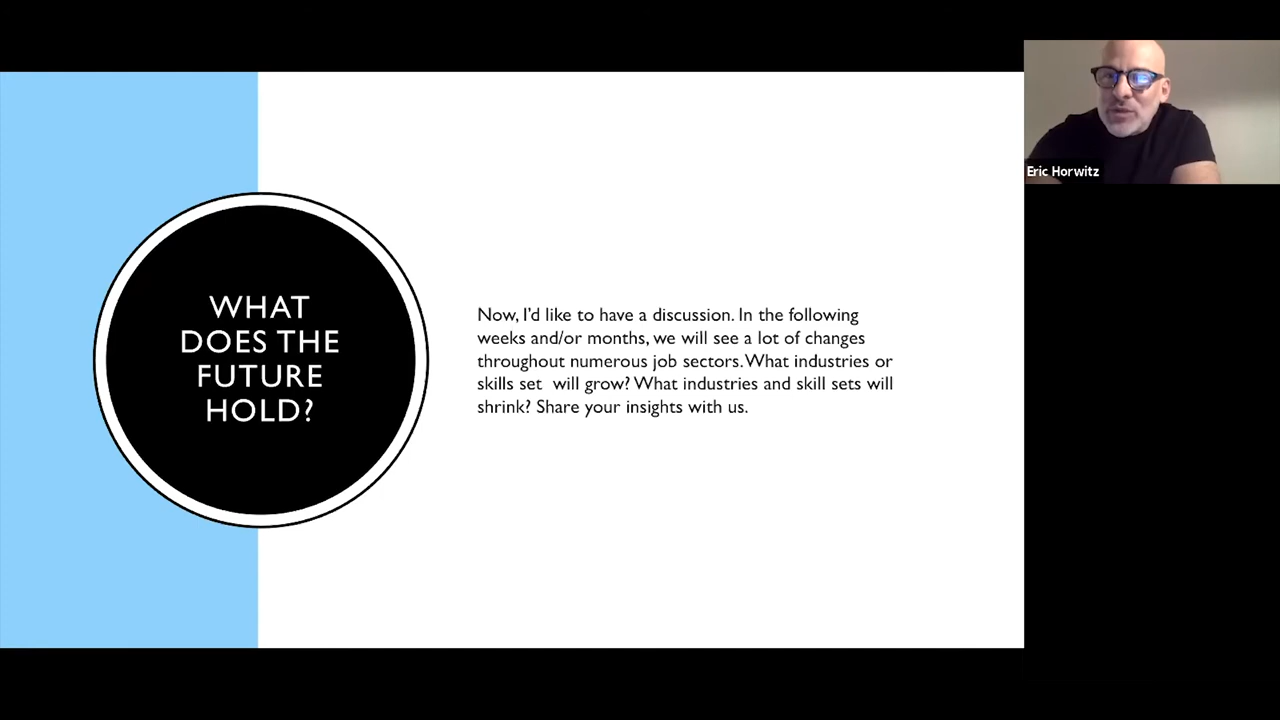 WHAT
DOES THE
FUTURE
HOLD?
Now, I'd like to have a discussion. In the following
weeks and/or months, we will see a lot of changes
throughout numerous job sectors. What industries or
skills set  will grow? What industries and skill sets will
shrink? Share your insights with us.
Eric Horwitz